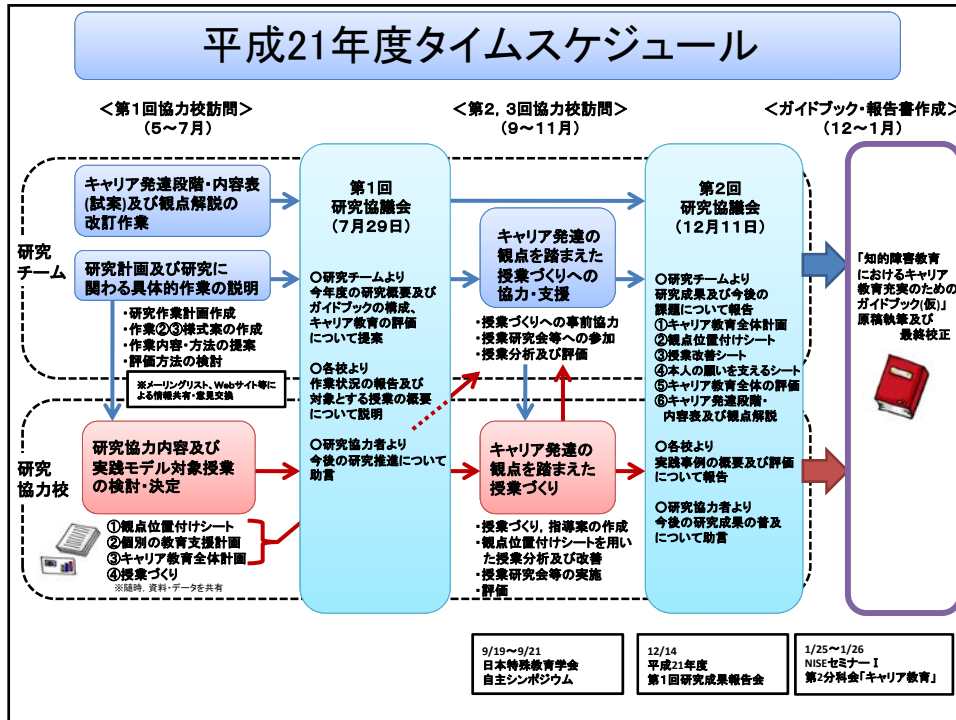 平成21年度タイムスケジュール
＜第1回協力校訪問＞
（5～7月）
＜第2，3回協力校訪問＞
（9～11月）
＜ガイドブック・報告書作成＞
（12～1月）
研究
チーム
キャリア発達段階・内容表
(試案)及び観点解説の
改訂作業
研究計画及び研究に
関わる具体的作業の説明
・研究作業計画作成
・作業②③様式案の作成
・作業内容・方法の提案
・評価方法の検討
※メーリングリスト、Webサイト等に
よる情報共有・意見交換
研究
協力校
研究協力内容及び
実践モデル対象授業
の検討・決定
①観点位置付けシート
②個別の教育支援計画
③キャリア教育全体計画
④授業づくり
※随時，資料・データを共有
第1回
研究協議会
（7月29日）
○研究チームより
今年度の研究概要及び
ガイドブックの構成、
キャリア教育の評価
について提案
○各校より
作業状況の報告及び
対象とする授業の概要
について説明
○研究協力者より
今後の研究推進について
助言
キャリア発達の
観点を踏まえた
授業づくりへの
協力・支援
・授業づくりへの事前協力
・授業研究会等への参加
・授業分析及び評価
キャリア発達の
観点を踏まえた
授業づくり
・授業づくり，指導案の作成
・観点位置付けシートを用い
た授業分析及び改善
・授業研究会等の実施
・評価
第2回
研究協議会
（12月11日）
○研究チームより
研究成果及び今後の
課題について報告
①キャリア教育全体計画
②観点位置付けシート
③授業改善シート
④本人の願いを支えるシート
⑤キャリア教育全体の評価
⑥キャリア発達段階・
内容表及び観点解説
○各校より
実践事例の概要及び評価
について報告
○研究協力者より
今後の研究成果の普及
について助言
「知的障害教育
におけるキャリア
教育充実のための
ガイドブック(仮)」
原稿執筆及び
最終校正
9/19～9/21
日本特殊教育学会
自主シンポジウム
12/14
平成21年度
第1回研究成果報告会
1/25～1/26
NISEセミナーⅠ
第2分科会「キャリア教育」